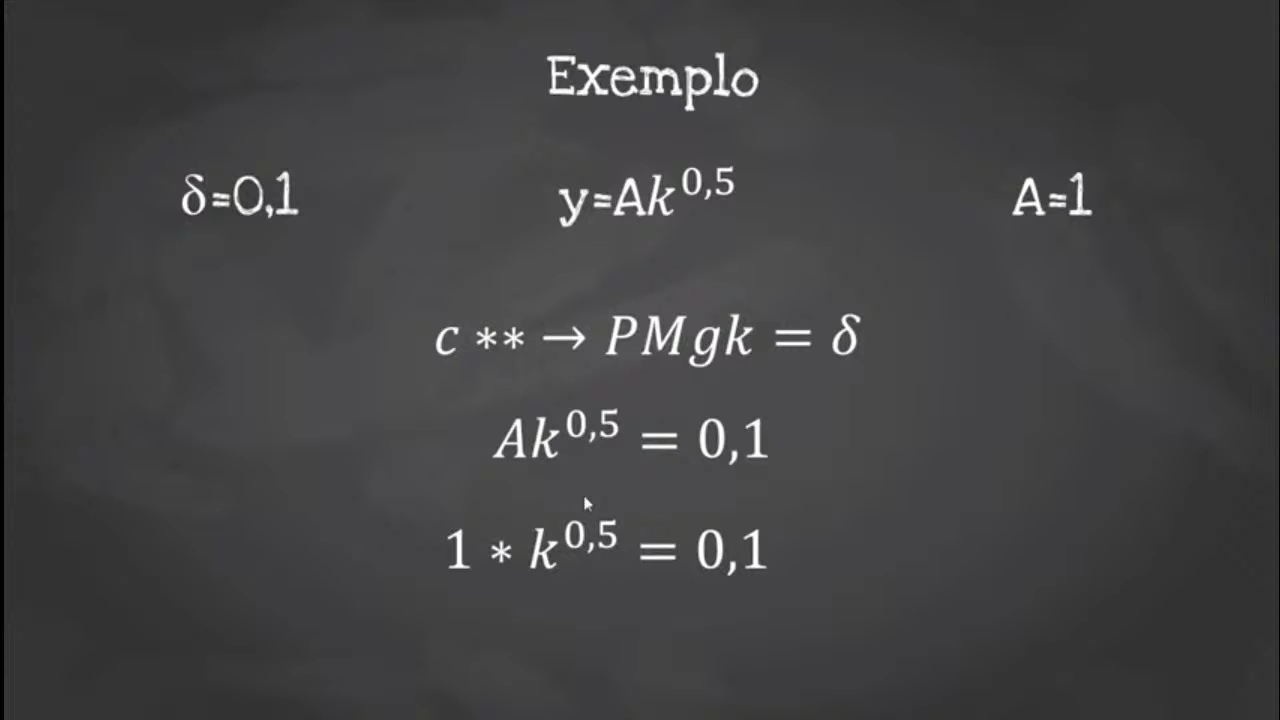 Exemplo
δ=0,1 y=Ak^0,5 A=1
c ** → PMgk = δ
Ak^0,5 = 0,1
1 * k^0,5 = 0,1